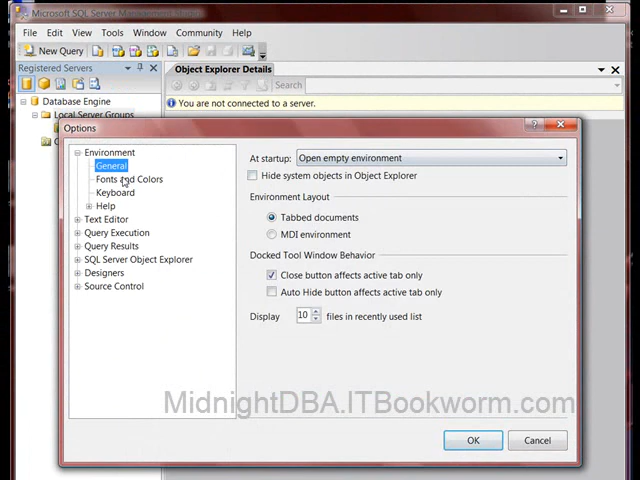 Microsoft SQL Server Management Studio
File Edit View Tools Window Community Help
New Query
Registered Servers
Object Explorer Details
Search
Database Engine
You are not connected to a server.
Local Server Groups
Options
Environment
General
Fonts and Colors
Keyboard
Help
Text Editor
Query Execution
Query Results
SQL Server Object Explorer
Designers
Source Control
At startup: Open empty environment
Hide system objects in Object Explorer
Environment Layout
Tabbed documents
MDI environment
Docked Tool Window Behavior
Close button affects active tab only
Auto Hide button affects active tab only
Display 10 files in recently used list
MidnightDBA.ITBookworm.com
OK Cancel